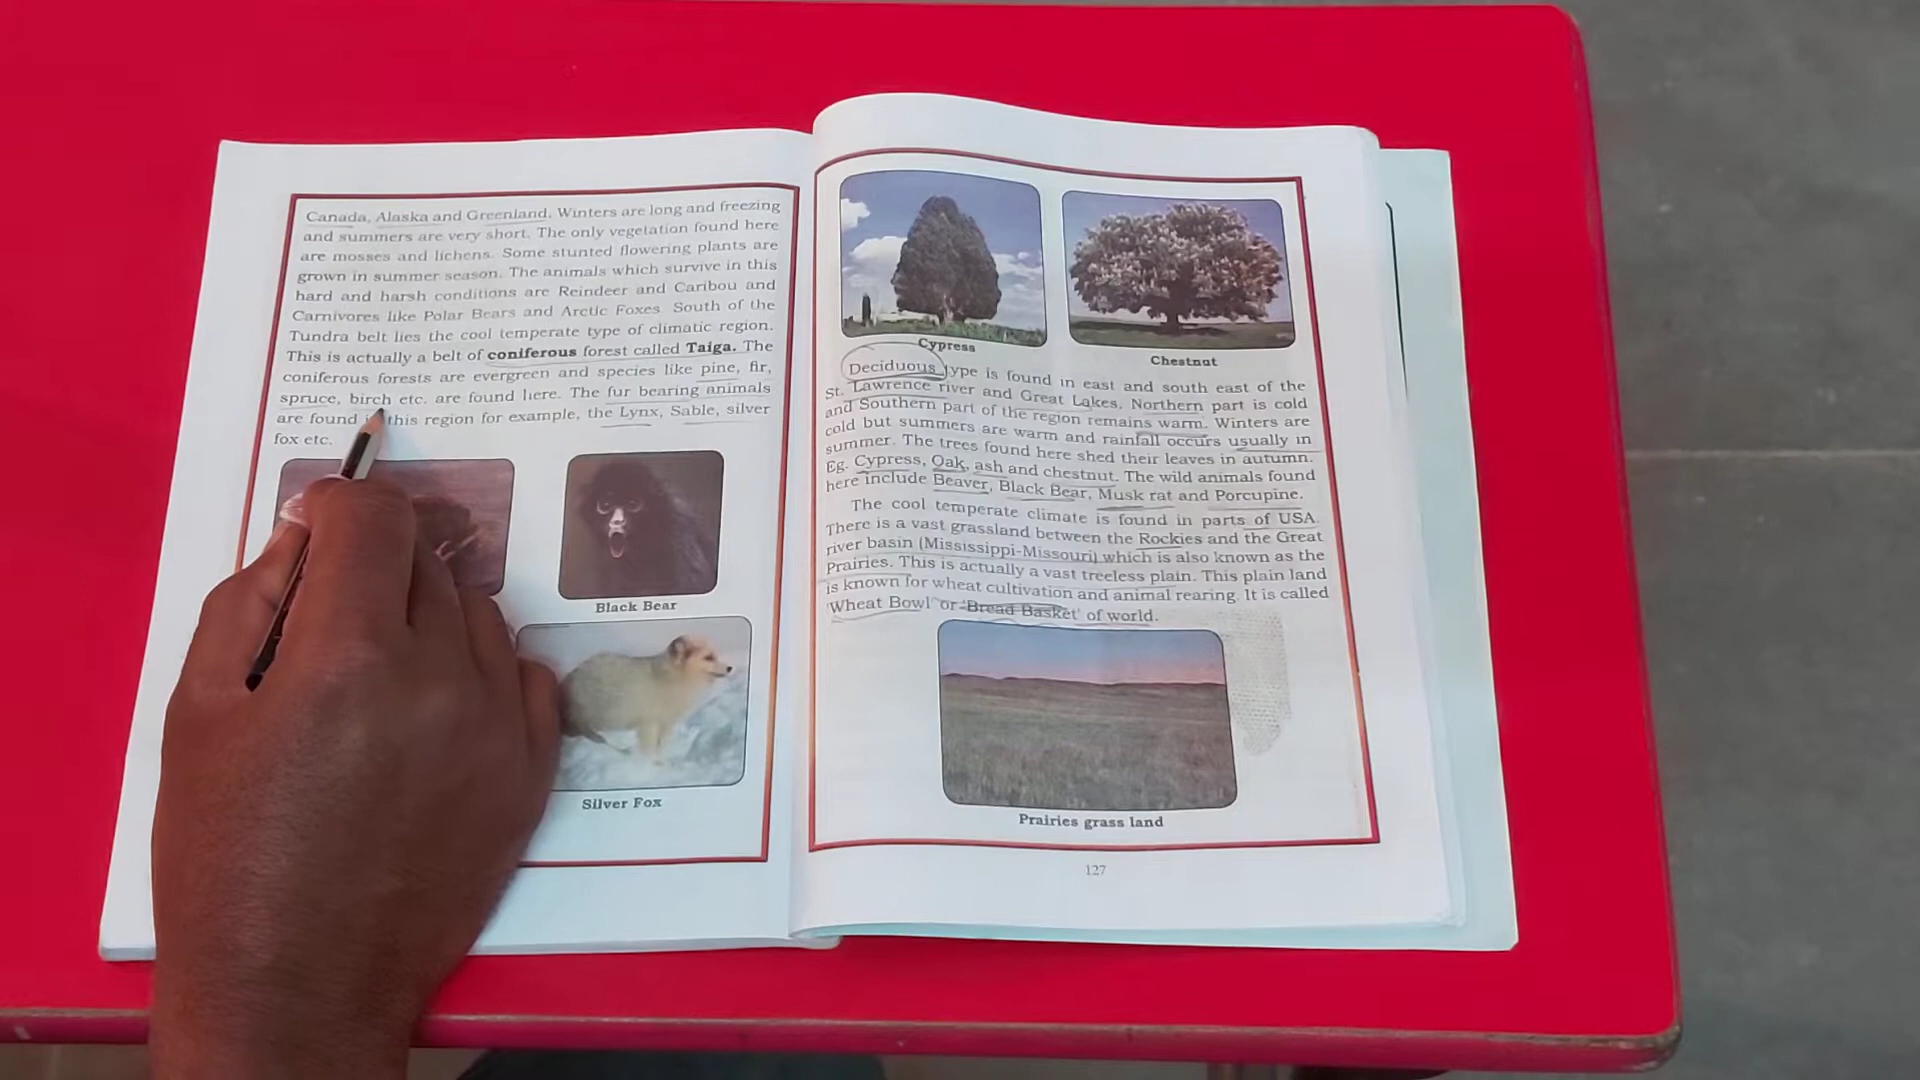 Canada, Alaska and Greenland. Winters are long and freezing
and summers are very short. The only vegetation found here
are mosses and lichens. Some stunted flowering plants are
grown in summer season. The animals which survive in this
hard and harsh conditions are Reindeer and Caribou and
Carnivores like Polar Bears and Arctic Foxes. South of the
Tundra belt lies the cool temperate type of climatic region.
This is actually a belt of coniferous forest called Taiga. The
coniferous forests are evergreen and species like pine, fir,
spruce, birch etc. are found here. The fur bearing animals
are found this region for example, the Lynx, Sable, silver
fox etc.
Black Bear
Silver Fox
Cypress
Chestnut
Deciduous type is found in east and south east of the
St. Lawrence river and Great Lakes, Northern part is cold
and Southern part of the region remains warm. Winters are
cold but summers are warm and rainfall occurs usually in
summer. The trees found here shed their leaves in autumn.
Eg. Cypress, Oak, ash and chestnut. The wild animals found
here include Beaver, Black Bear, Musk rat and Porcupine.
The cool temperate climate is found in parts of USA.
There is a vast grassland between the Rockies and the Great
river basin (Mississippi-Missouri) which is also known as the
Prairies. This is actually a vast treeless plain. This plain land
is known for wheat cultivation and animal rearing. It is called
'Wheat Bowl' or 'Bread Basket' of world.
Prairies grass land
127